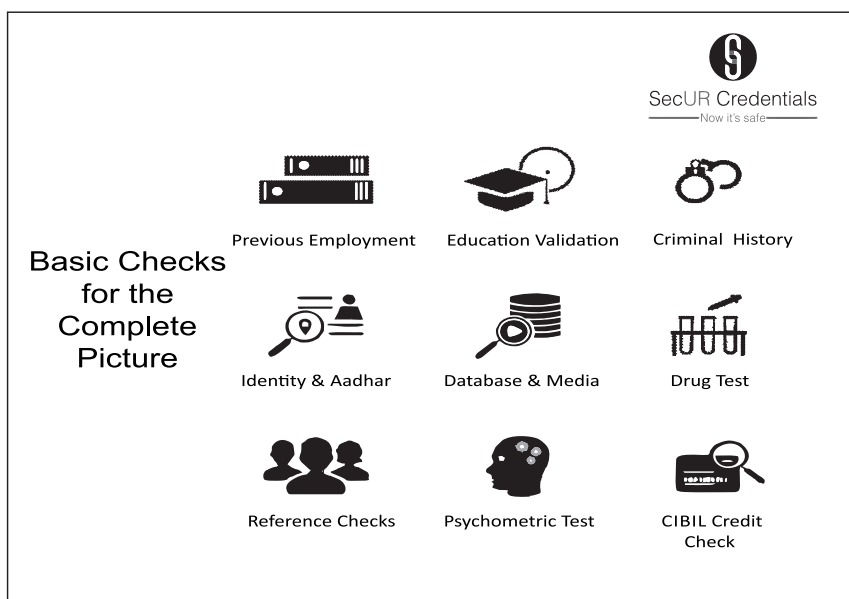 SecUR Credentials
Now it's safe
Basic Checks
for the
Complete
Picture
Previous Employment
Education Validation
Criminal History
Identity & Aadhar
Database & Media
Drug Test
Reference Checks
Psychometric Test
CIBIL Credit
Check